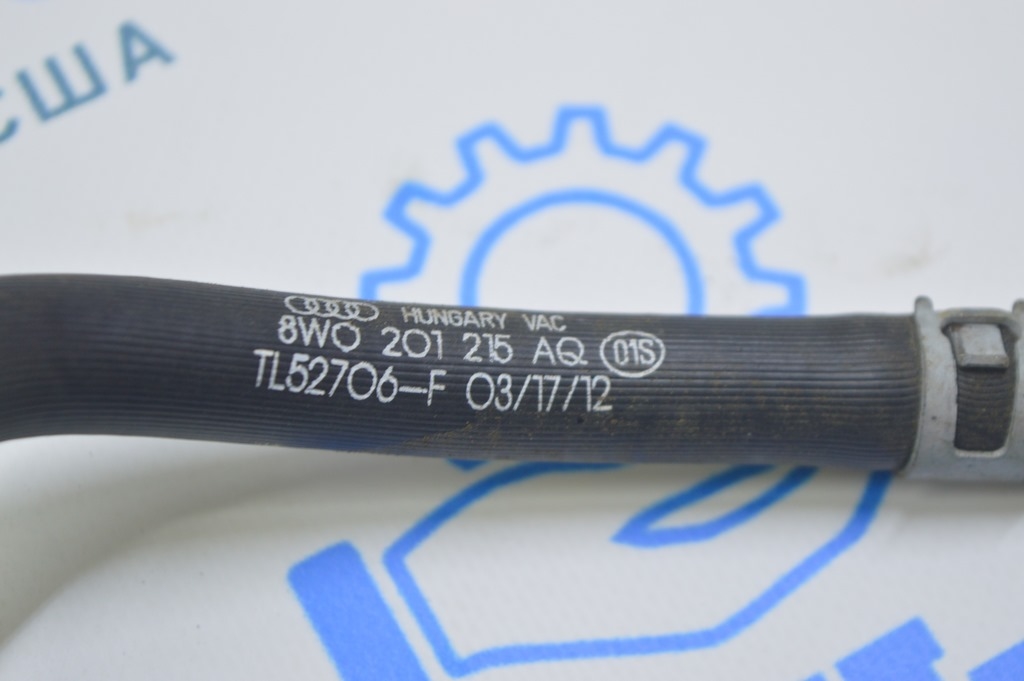 США
HUNGARY VAC
8W0 201 215 AQ 01S
TL52706-F 03/17/12